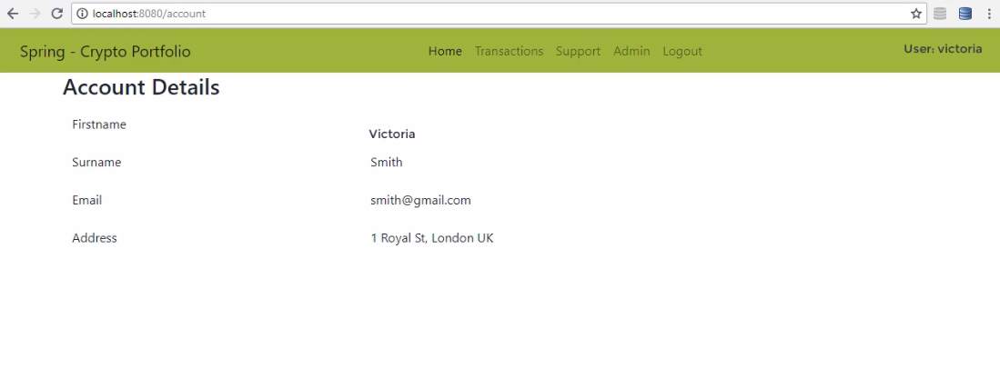 localhost:8080/account
Spring - Crypto Portfolio Home Transactions Support Admin Logout User: victoria
Account Details
Firstname Victoria
Surname Smith
Email smith@gmail.com
Address 1 Royal St, London UK